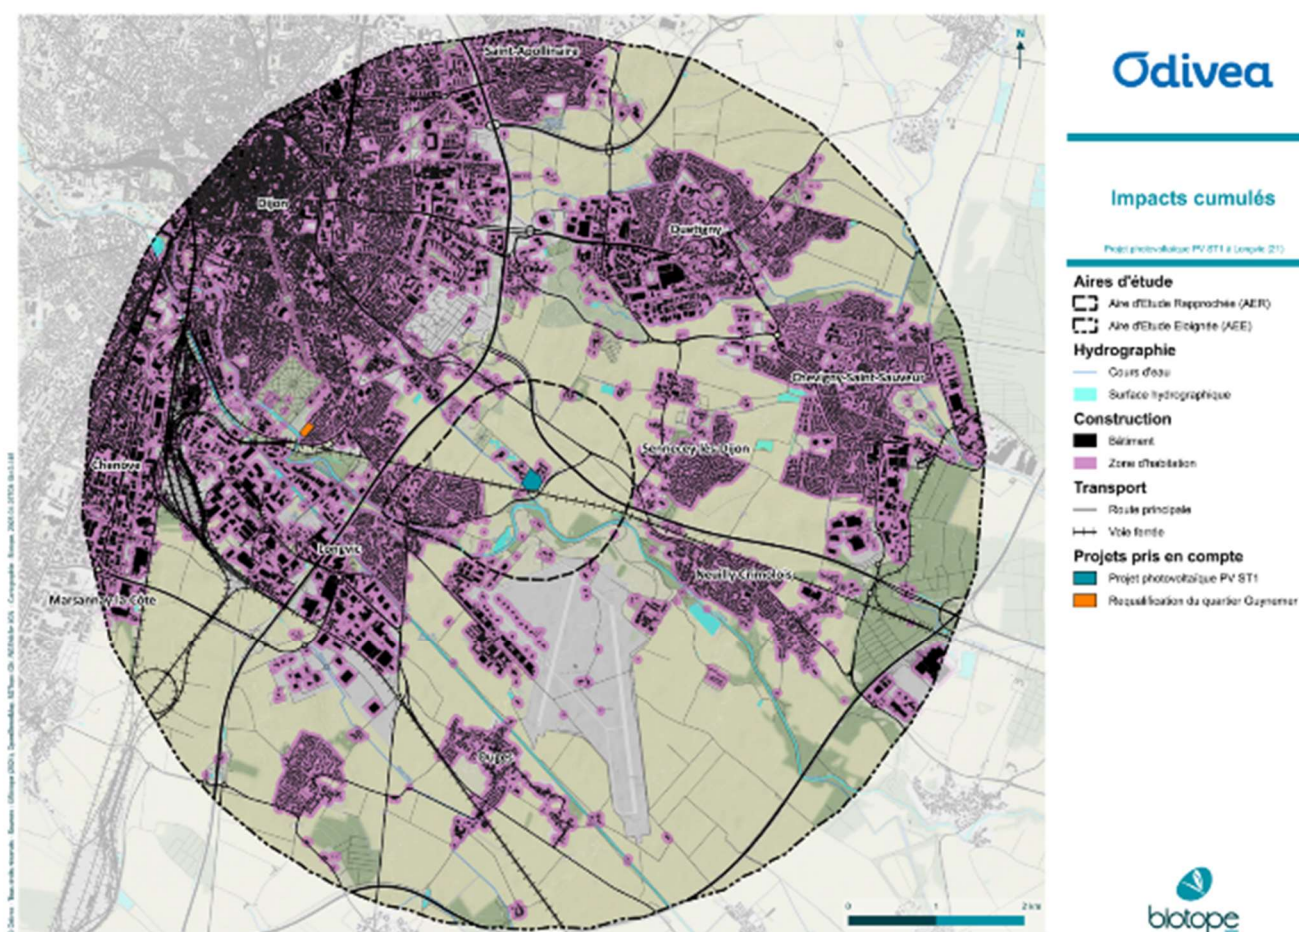 N
Odivea
Impacts cumulés
Projet photovoltaïque PV ST1 à Longvic (21)
Aires d'étude
Aire d'Etude Rapprochée (AER)
Aire d'Etude Eloignée (AEE)
Hydrographie
Cours d'eau
Surface hydrographique
Construction
Bâtiment
Zone d'habitation
Transport
Route principale
Voie ferrée
Projets pris en compte
Projet photovoltaïque PV ST1
Requalification du quartier Guynemer
Saint-Apollinaire
Dijon
Quetigny
Chevigny-Saint-Sauveur
Sennecey-lès-Dijon
Chenôve
Longvic
Neuilly-Crimolois
Marsannay-la-Côte
Ouges
0 1 2 km
biotope